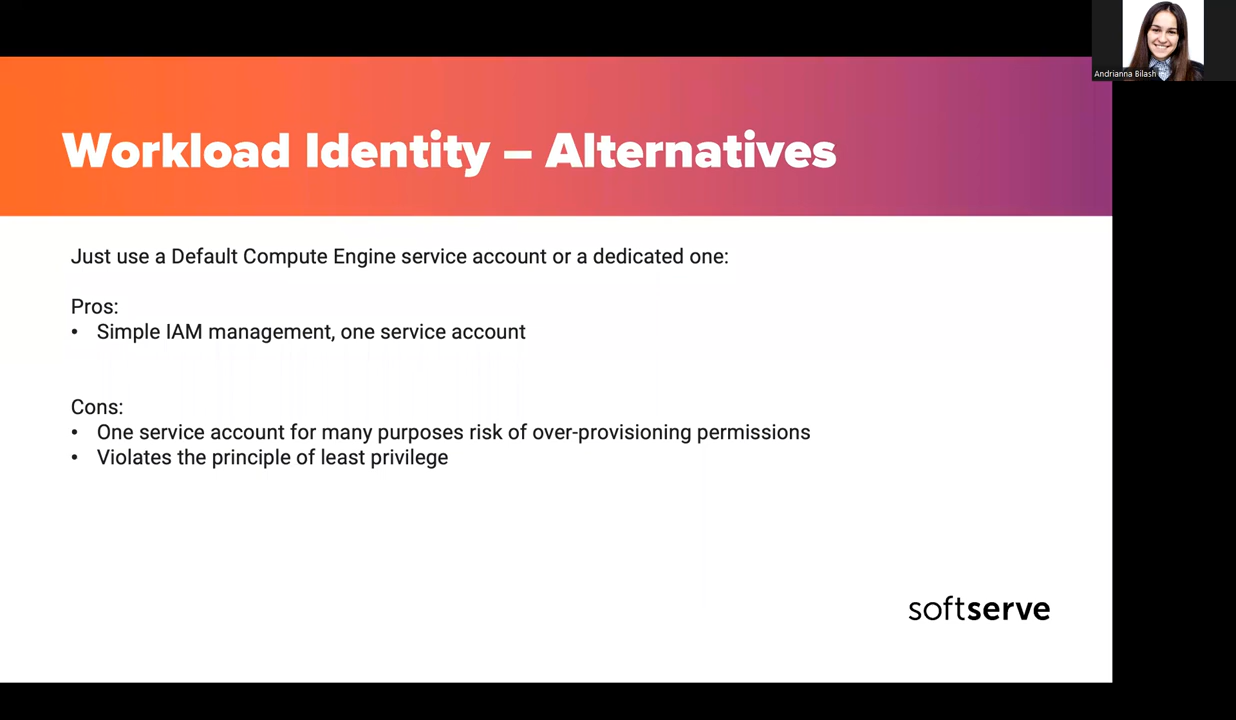 Andrianna Bilash
Workload Identity – Alternatives
Just use a Default Compute Engine service account or a dedicated one:
Pros:
• Simple IAM management, one service account
Cons:
• One service account for many purposes risk of over-provisioning permissions
• Violates the principle of least privilege
softserve